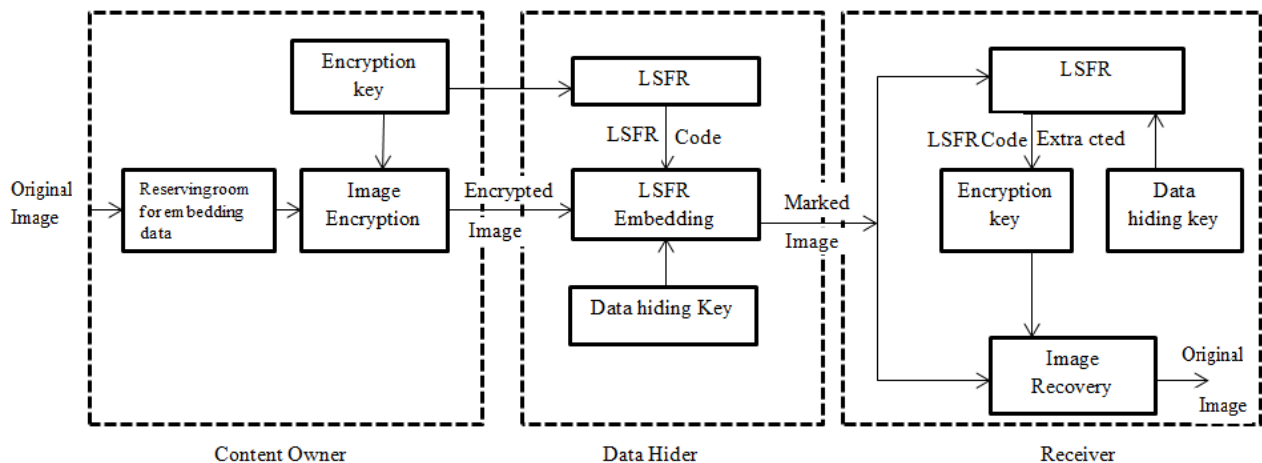 Encryption
key
LSFR
LSFR
LSFR Code
LSFR Code Extra cted
Original
Image
Reservingroom
for embedding
data
Image
Encryption
Encrypted
Image
LSFR
Embedding
Marked
Image
Encryption
key
Data
hiding key
Data hiding Key
Image
Recovery
Original
Image
Content Owner
Data Hider
Receiver